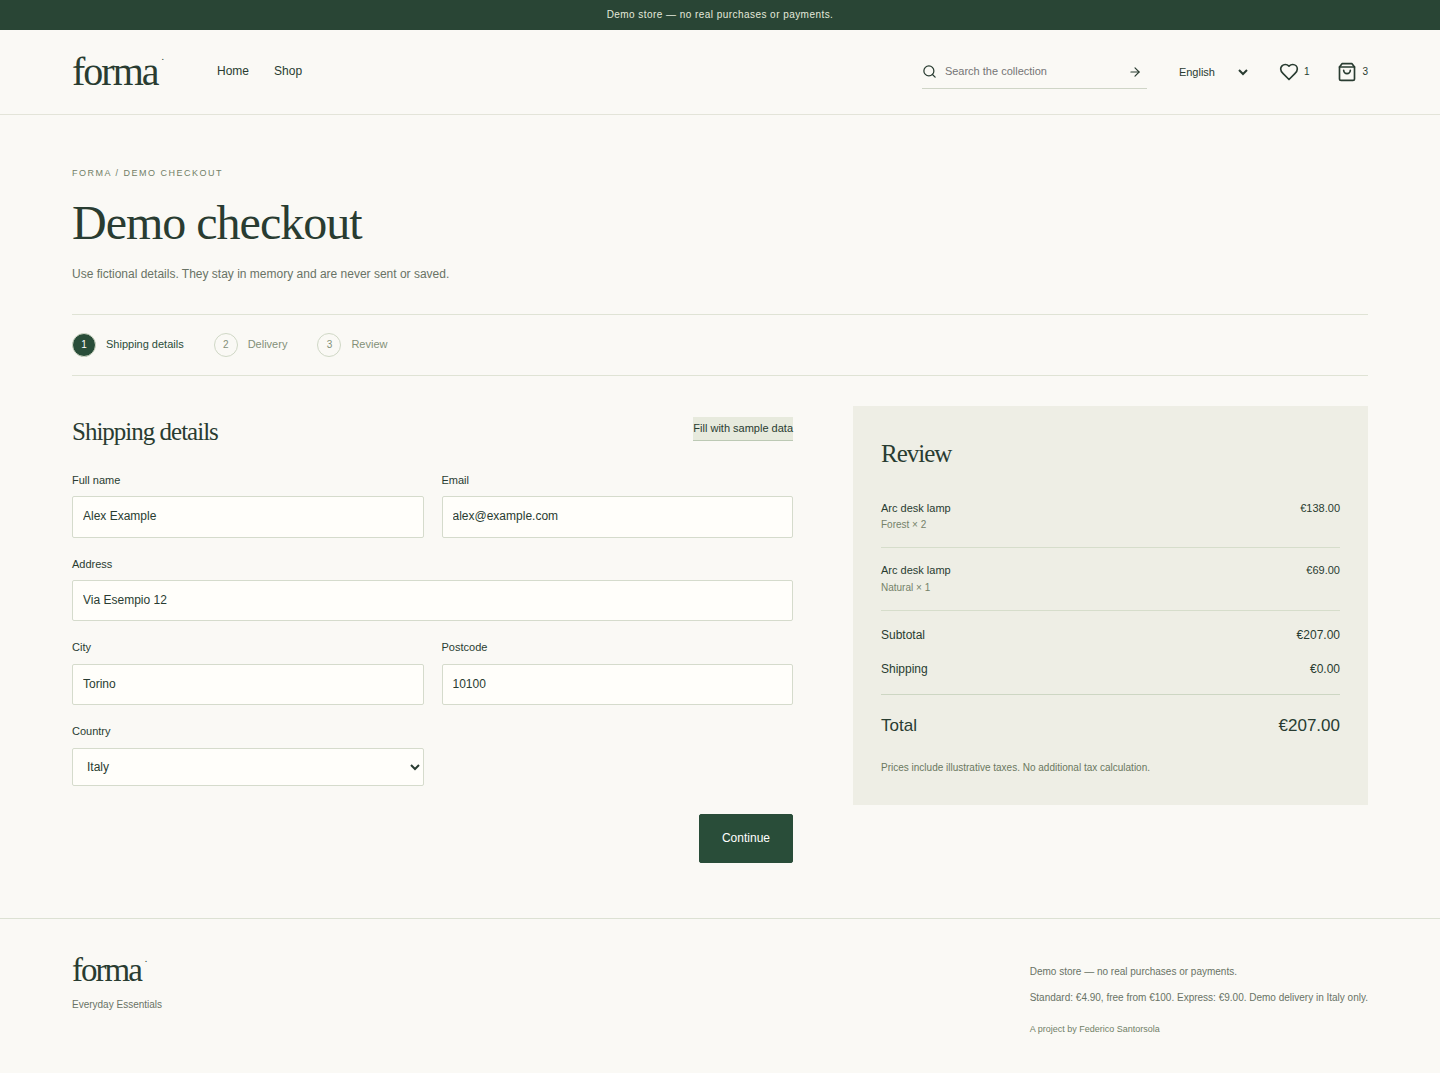 Demo store — no real purchases or payments.
forma
Home
Shop
Search the collection
English
1
3
FORMA / DEMO CHECKOUT
Demo checkout
Use fictional details. They stay in memory and are never sent or saved.
1 Shipping details
2 Delivery
3 Review
Shipping details
Fill with sample data
Full name
Alex Example
Email
alex@example.com
Address
Via Esempio 12
City
Torino
Postcode
10100
Country
Italy
Continue
Review
Arc desk lamp €138.00
Forest × 2
Arc desk lamp €69.00
Natural × 1
Subtotal €207.00
Shipping €0.00
Total €207.00
Prices include illustrative taxes. No additional tax calculation.
forma
Everyday Essentials
Demo store — no real purchases or payments.
Standard: €4.90, free from €100. Express: €9.00. Demo delivery in Italy only.
A project by Federico Santorsola